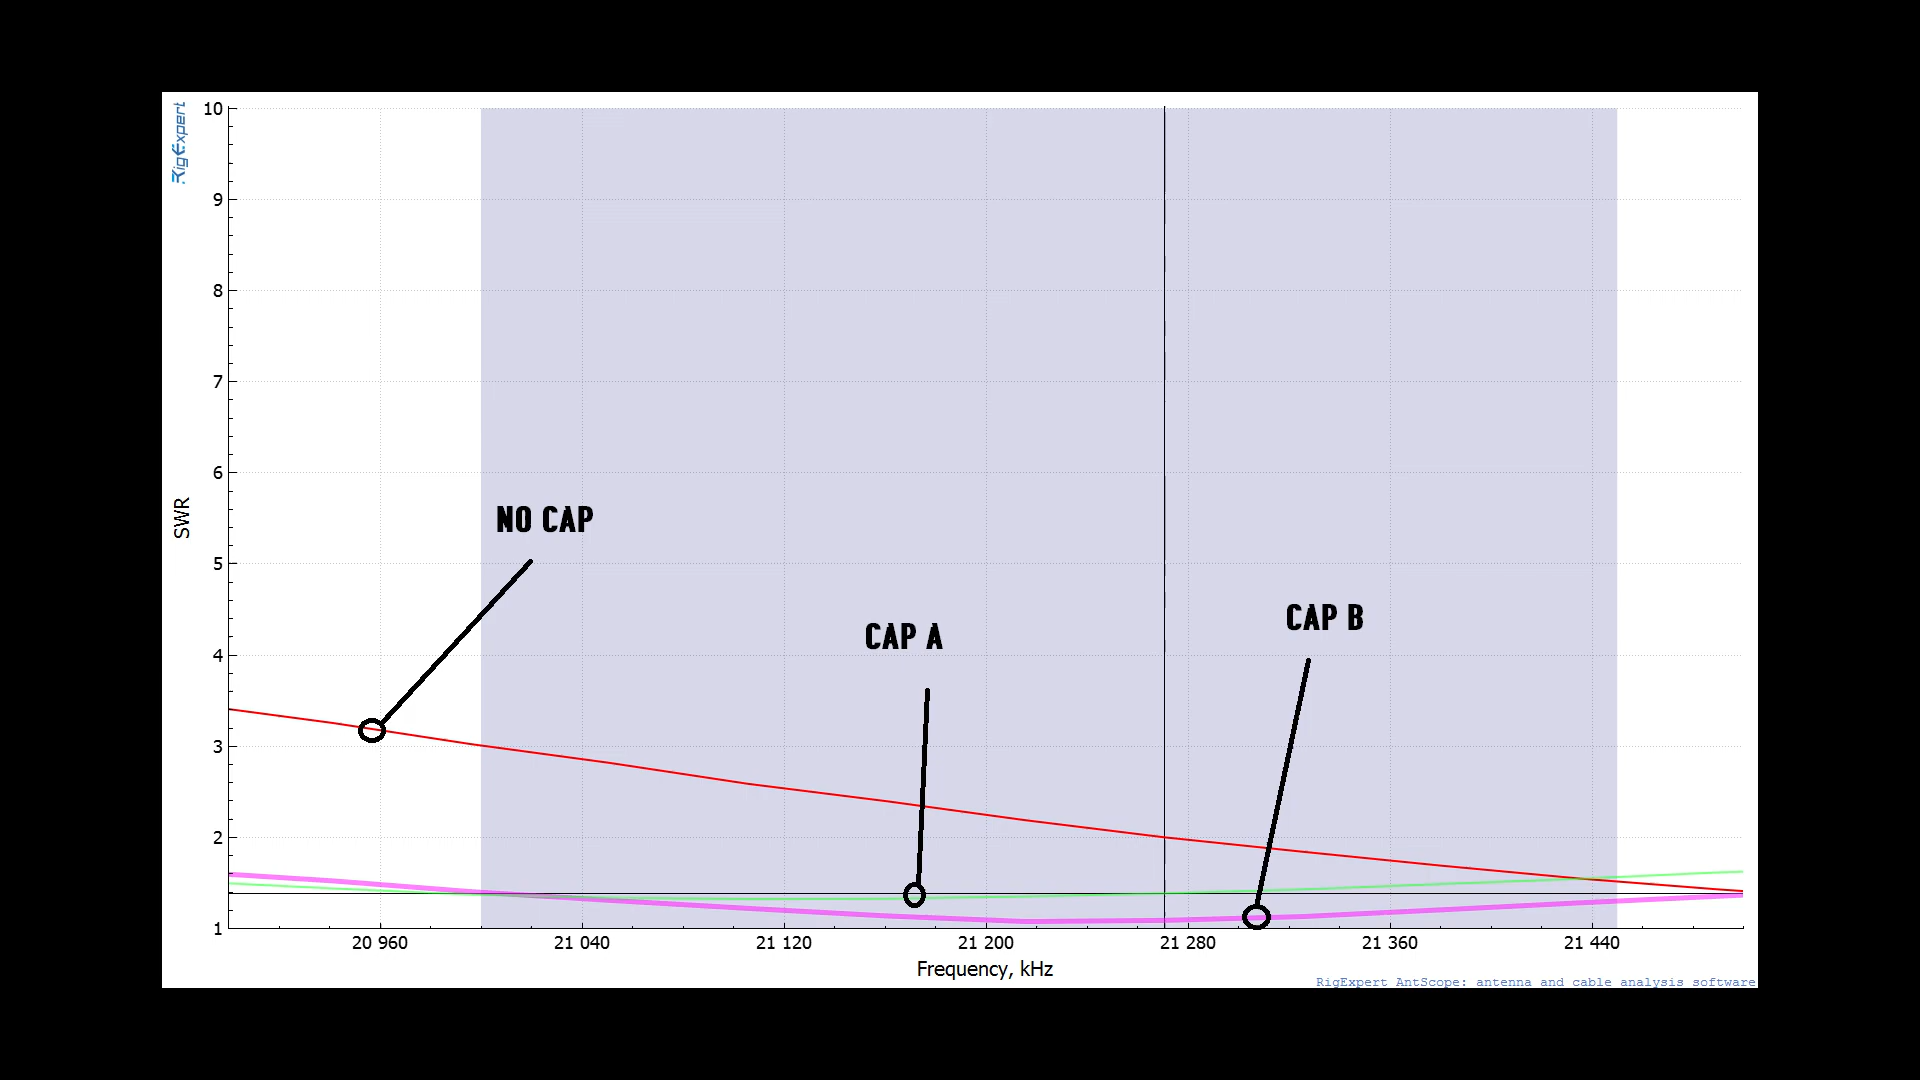 RigExpert
10
9
8
7
6
5
4
3
2
1
SWR
NO CAP
CAP A
CAP B
20 960 21 040 21 120 21 200 21 280 21 360 21 440
Frequency, kHz
RigExpert AntScope: antenna and cable analysis software